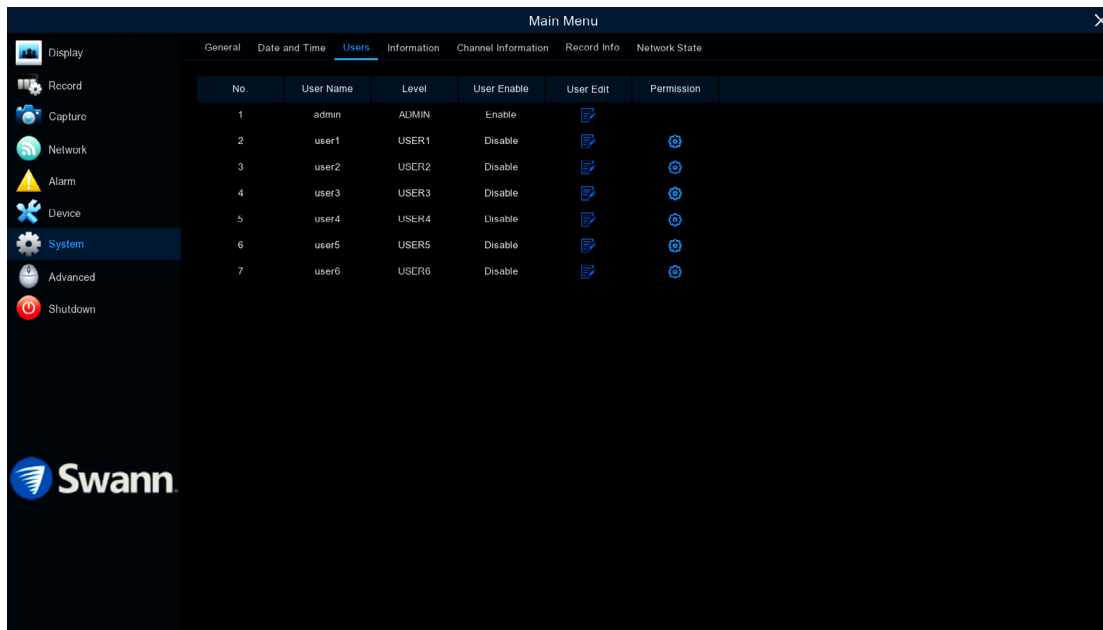 Main Menu
Display
Record
Capture
Network
Alarm
Device
System
Advanced
Shutdown
Swann
General Date and Time Users Information Channel Information Record Info Network State
No. User Name Level User Enable User Edit Permission
1 admin ADMIN Enable
2 user1 USER1 Disable
3 user2 USER2 Disable
4 user3 USER3 Disable
5 user4 USER4 Disable
6 user5 USER5 Disable
7 user6 USER6 Disable